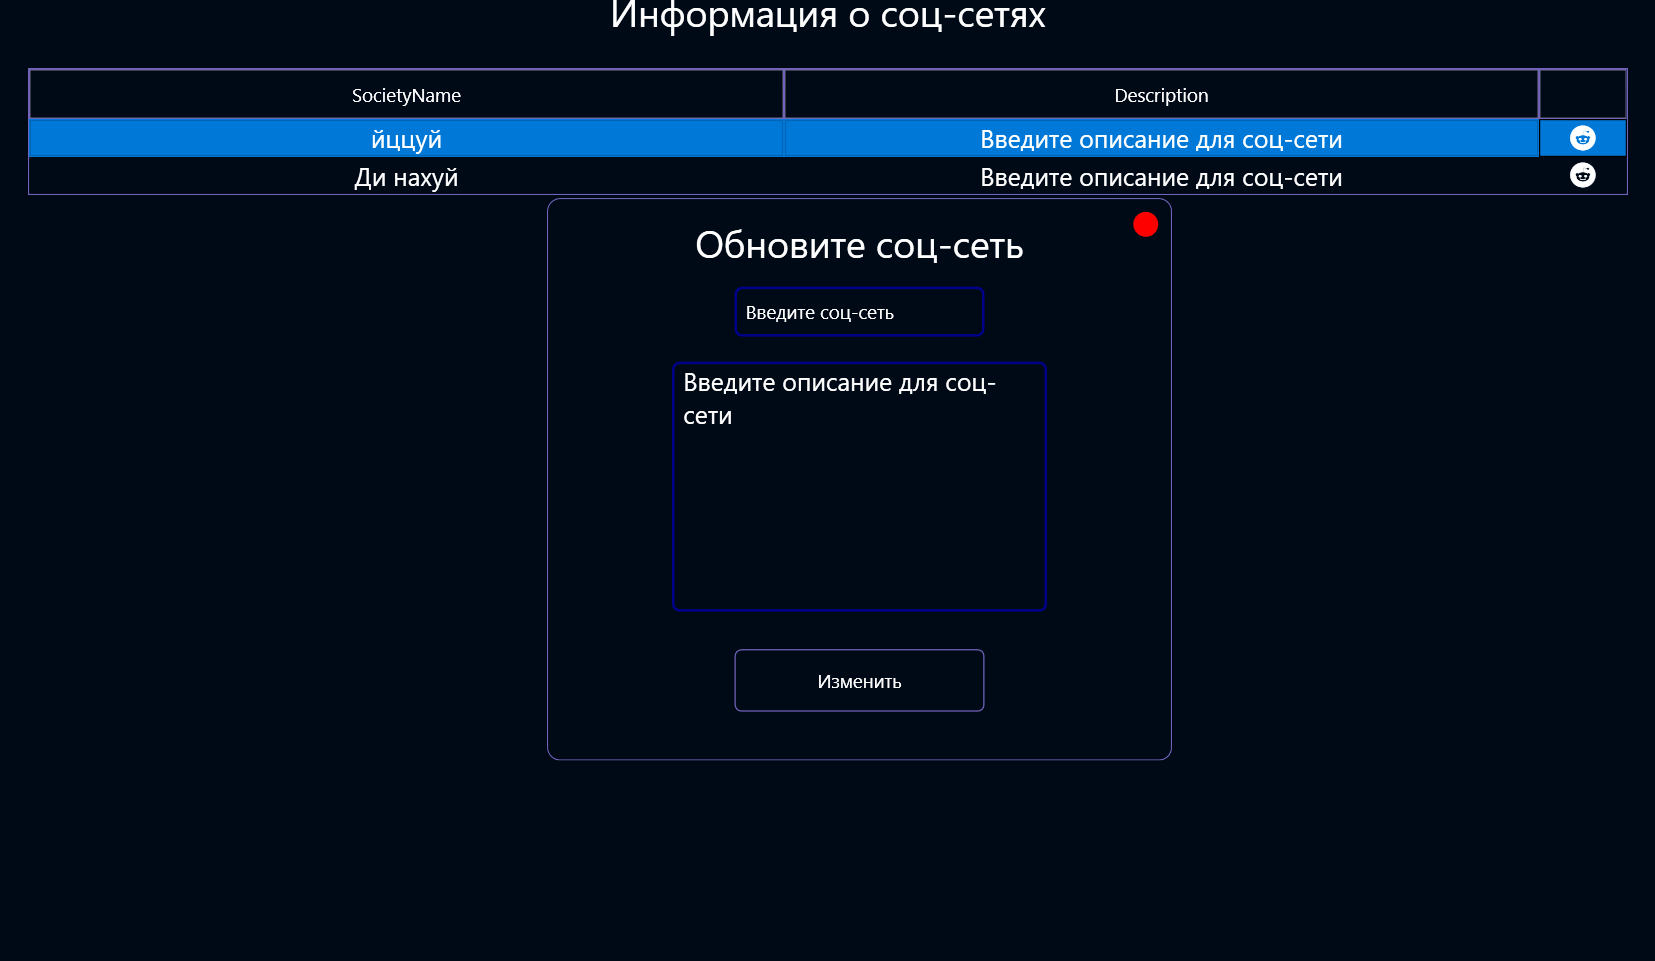 Информация о соц-сетях
SocietyName Description
йццуй Введите описание для соц-сети
Ди нахуй Введите описание для соц-сети
Обновите соц-сеть
Введите соц-сеть
Введите описание для соц-
сети
Изменить